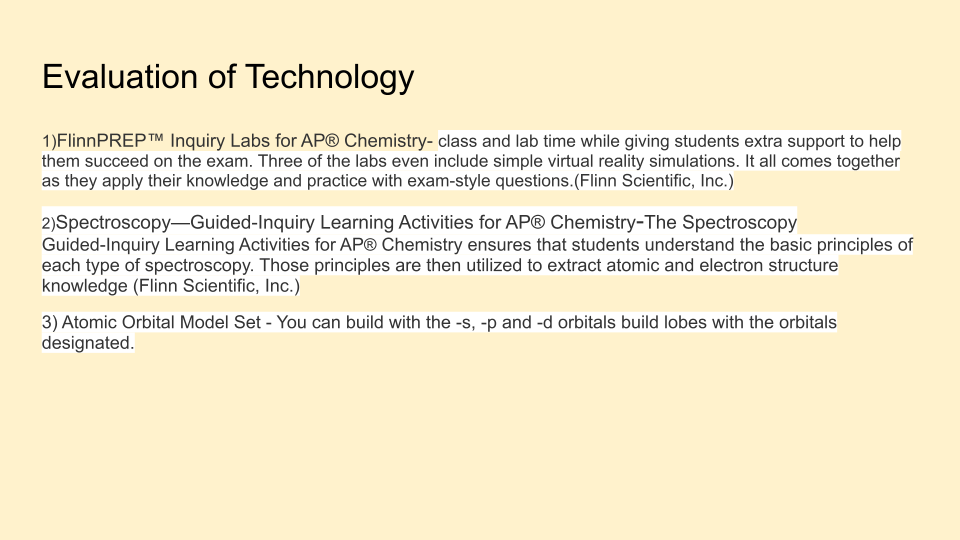 Evaluation of Technology
1)FlinnPREP™ Inquiry Labs for AP® Chemistry- class and lab time while giving students extra support to help
them succeed on the exam. Three of the labs even include simple virtual reality simulations. It all comes together
as they apply their knowledge and practice with exam-style questions.(Flinn Scientific, Inc.)
2)Spectroscopy—Guided-Inquiry Learning Activities for AP® Chemistry-The Spectroscopy
Guided-Inquiry Learning Activities for AP® Chemistry ensures that students understand the basic principles of
each type of spectroscopy. Those principles are then utilized to extract atomic and electron structure
knowledge (Flinn Scientific, Inc.)
3) Atomic Orbital Model Set - You can build with the -s, -p and -d orbitals build lobes with the orbitals
designated.